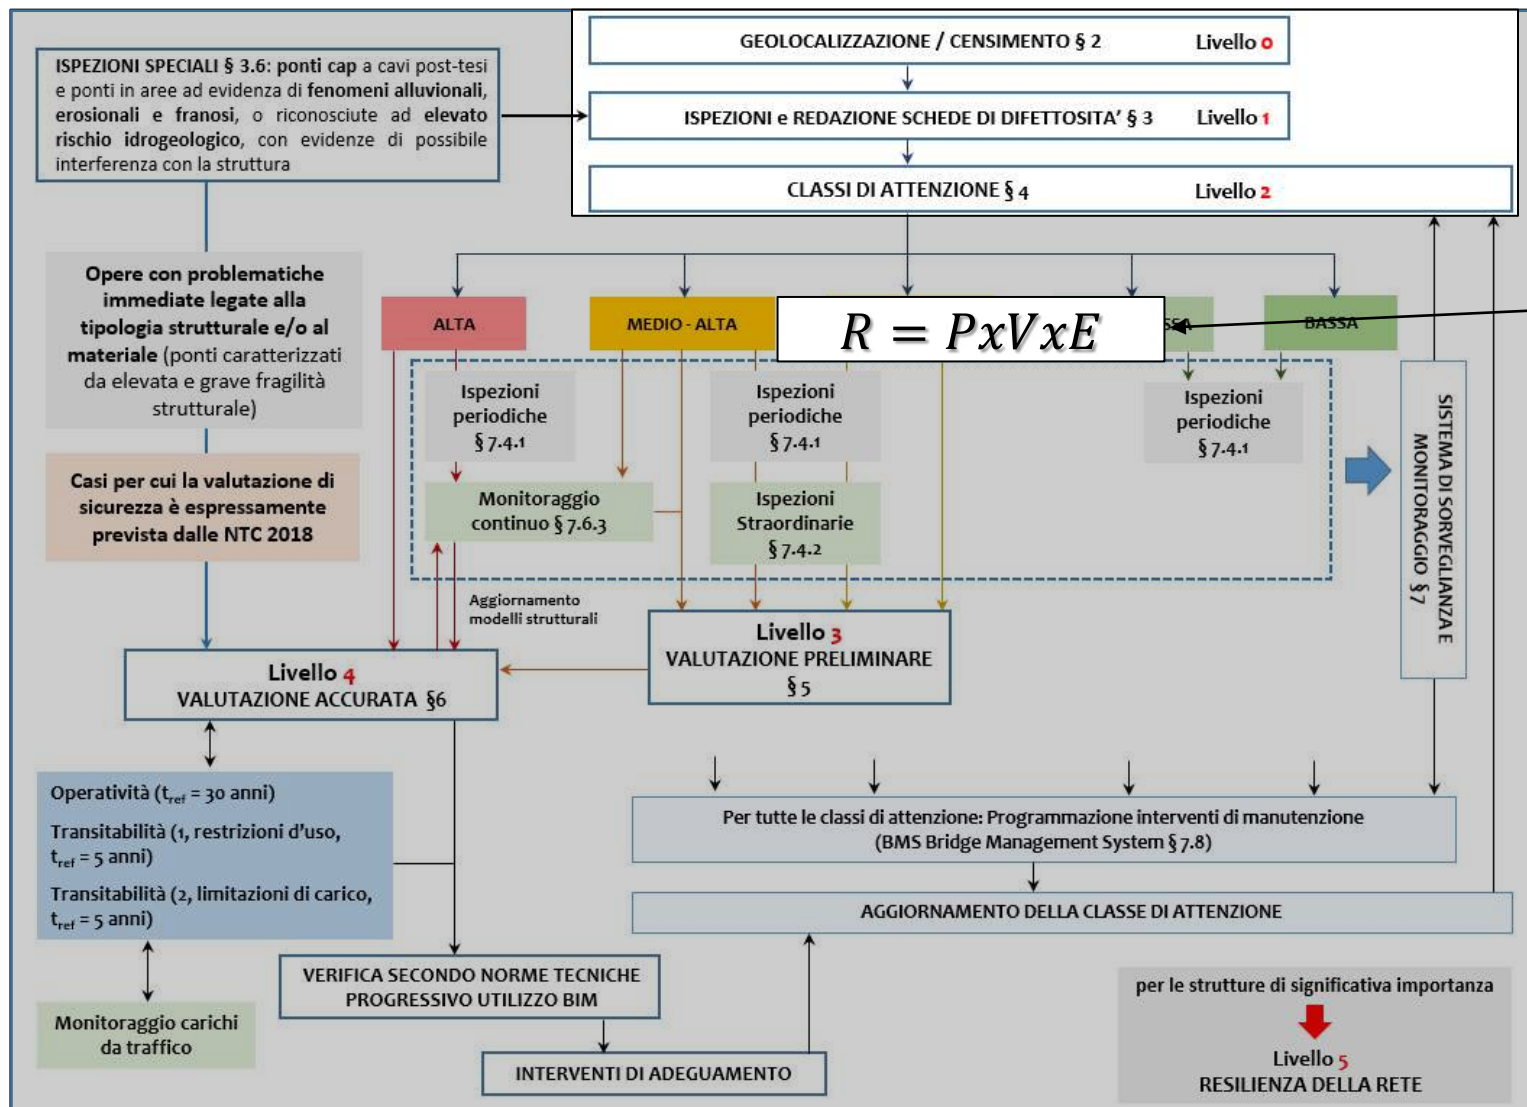 GEOLOCALIZZAZIONE / CENSIMENTO § 2 Livello 0
ISPEZIONI SPECIALI § 3.6: ponti cap a cavi post-tesi
e ponti in aree ad evidenza di fenomeni alluvionali,
erosionali e franosi, o riconosciute ad elevato
rischio idrogeologico, con evidenze di possibile
interferenza con la struttura
ISPEZIONI e REDAZIONE SCHEDE DI DIFETTOSITA’ § 3 Livello 1
CLASSI DI ATTENZIONE § 4 Livello 2
Opere con problematiche
immediate legate alla
tipologia strutturale e/o al
materiale (ponti caratterizzati
da elevata e grave fragilità
strutturale)
ALTA
MEDIO - ALTA
R = PxVxE
SSA
BASSA
Ispezioni
periodiche
§ 7.4.1
Ispezioni
periodiche
§ 7.4.1
Ispezioni
periodiche
§ 7.4.1
SISTEMA DI SORVEGLIANZA E
MONITORAGGIO §7
Casi per cui la valutazione di
sicurezza è espressamente
prevista dalle NTC 2018
Monitoraggio
continuo § 7.6.3
Ispezioni
Straordinarie
§ 7.4.2
Aggiornamento
modelli strutturali
Livello 3
VALUTAZIONE PRELIMINARE
§ 5
Livello 4
VALUTAZIONE ACCURATA §6
Operatività (tref = 30 anni)
Transitabilità (1, restrizioni d’uso,
tref = 5 anni)
Transitabilità (2, limitazioni di carico,
tref = 5 anni)
Per tutte le classi di attenzione: Programmazione interventi di manutenzione
(BMS Bridge Management System § 7.8)
AGGIORNAMENTO DELLA CLASSE DI ATTENZIONE
VERIFICA SECONDO NORME TECNICHE
PROGRESSIVO UTILIZZO BIM
Monitoraggio carichi
da traffico
INTERVENTI DI ADEGUAMENTO
per le strutture di significativa importanza
Livello 5
RESILIENZA DELLA RETE